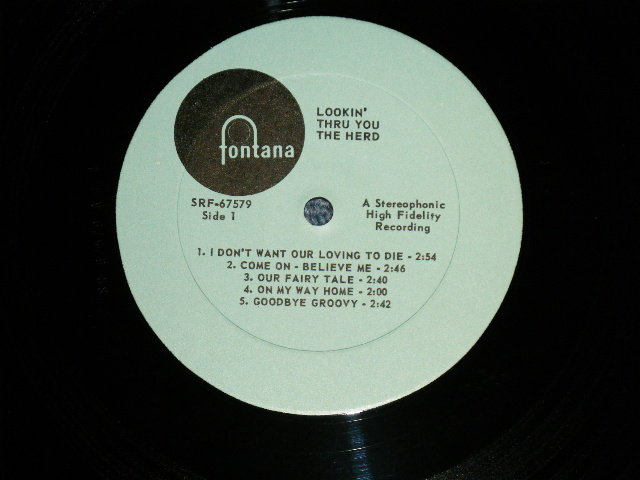 fontana
LOOKIN'
THRU YOU
THE HERD
SRF-67579
Side 1
A Stereophonic
High Fidelity
Recording
1. I DON'T WANT OUR LOVING TO DIE - 2:54
2. COME ON - BELIEVE ME - 2:46
3. OUR FAIRY TALE - 2:40
4. ON MY WAY HOME - 2:00
5. GOODBYE GROOVY - 2:42